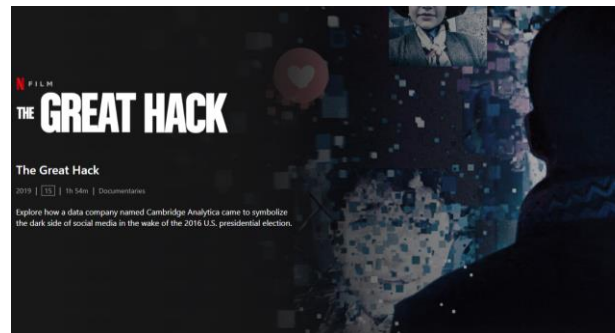 N FILM
THE GREAT HACK
The Great Hack
2019 | 15 | 1h 54m | Documentaries
Explore how a data company named Cambridge Analytica came to symbolize
the dark side of social media in the wake of the 2016 U.S. presidential election.